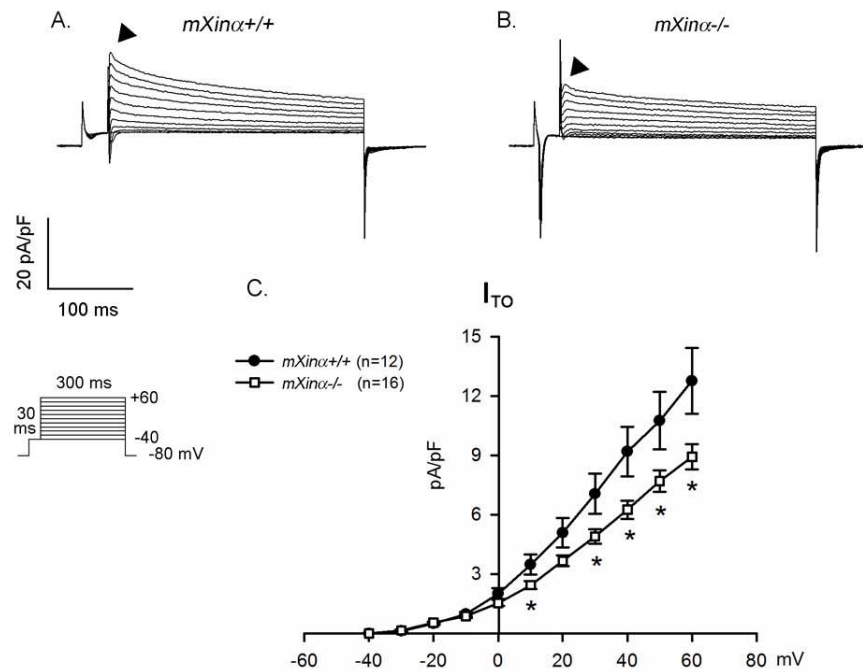 A.
mXinα+/+
B.
mXinα-/-
20 pA/pF
100 ms
C.
I_TO
mXinα+/+ (n=12)
mXinα-/- (n=16)
300 ms
+60
30
ms
-40
-80 mV
pA/pF
15
12
9
6
3
* * * * *
-60 -40 -20 0 20 40 60 80 mV